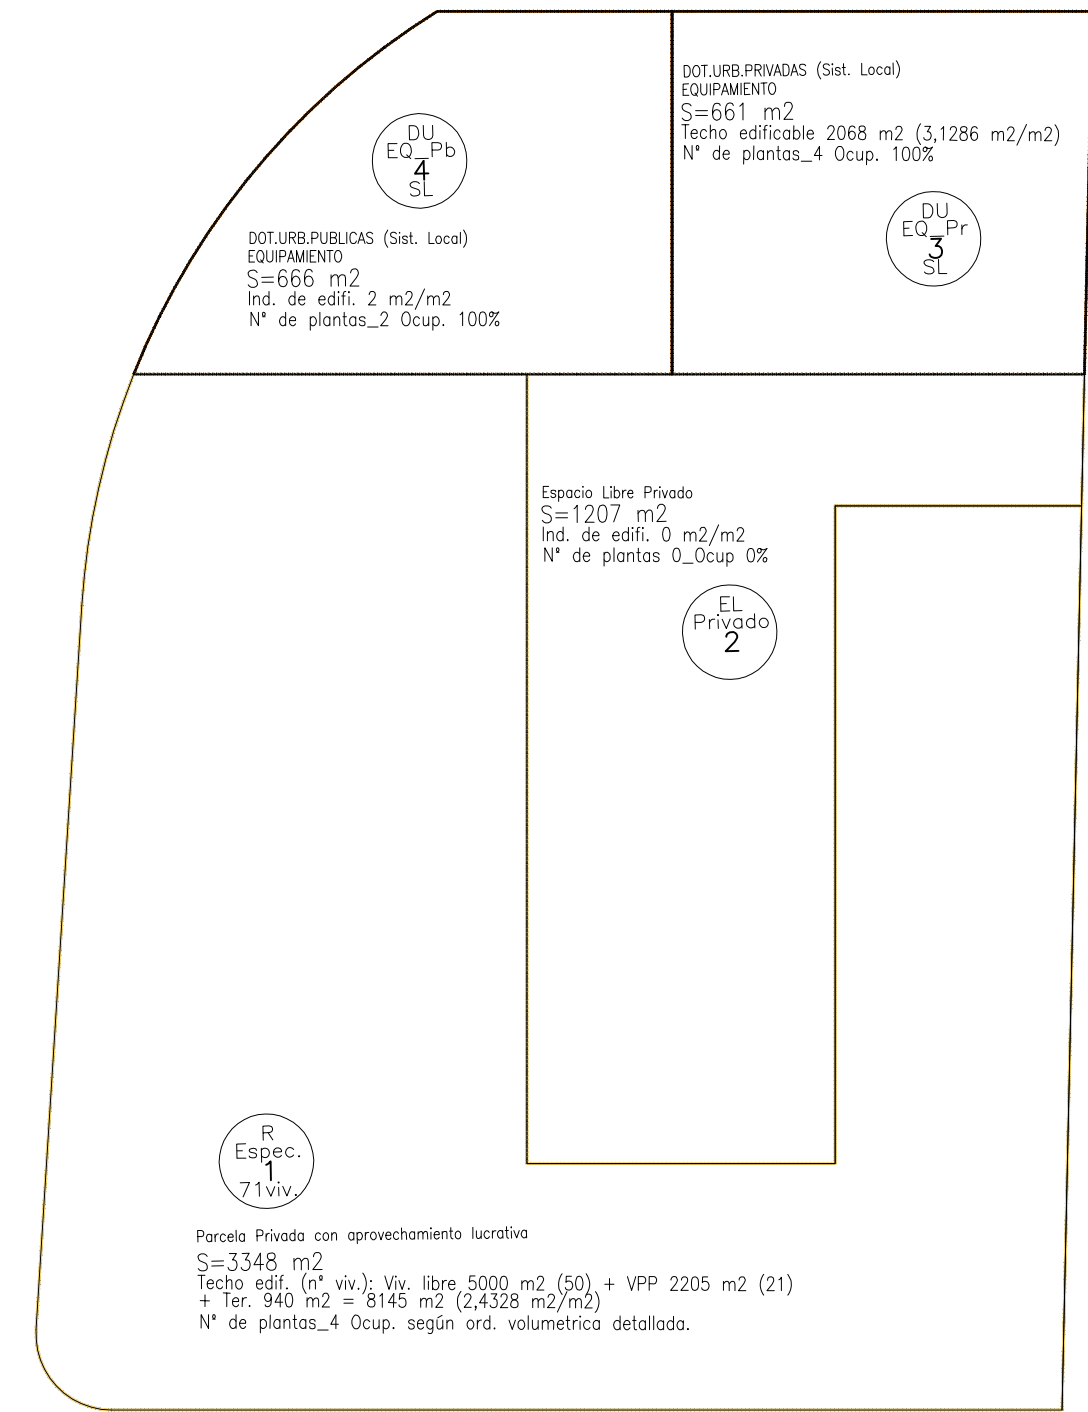 DOT.URB.PRIVADAS (Sist. Local)
EQUIPAMIENTO
S=661 m2
Techo edificable 2068 m2 (3,1286 m2/m2)
Nº de plantas_4 Ocup. 100%
DU
EQ_Pr
3
SL
DU
EQ_Pb
4
SL
DOT.URB.PUBLICAS (Sist. Local)
EQUIPAMIENTO
S=666 m2
Ind. de edifi. 2 m2/m2
Nº de plantas_2 Ocup. 100%
Espacio Libre Privado
S=1207 m2
Ind. de edifi. 0 m2/m2
Nº de plantas 0_Ocup 0%
EL
Privado
2
R
Espec.
1
71viv.
Parcela Privada con aprovechamiento lucrativa
S=3348 m2
Techo edif. (nº viv.): Viv. libre 5000 m2 (50) + VPP 2205 m2 (21)
+ Ter. 940 m2 = 8145 m2 (2,4328 m2/m2)
Nº de plantas_4 Ocup. según ord. volumetrica detallada.